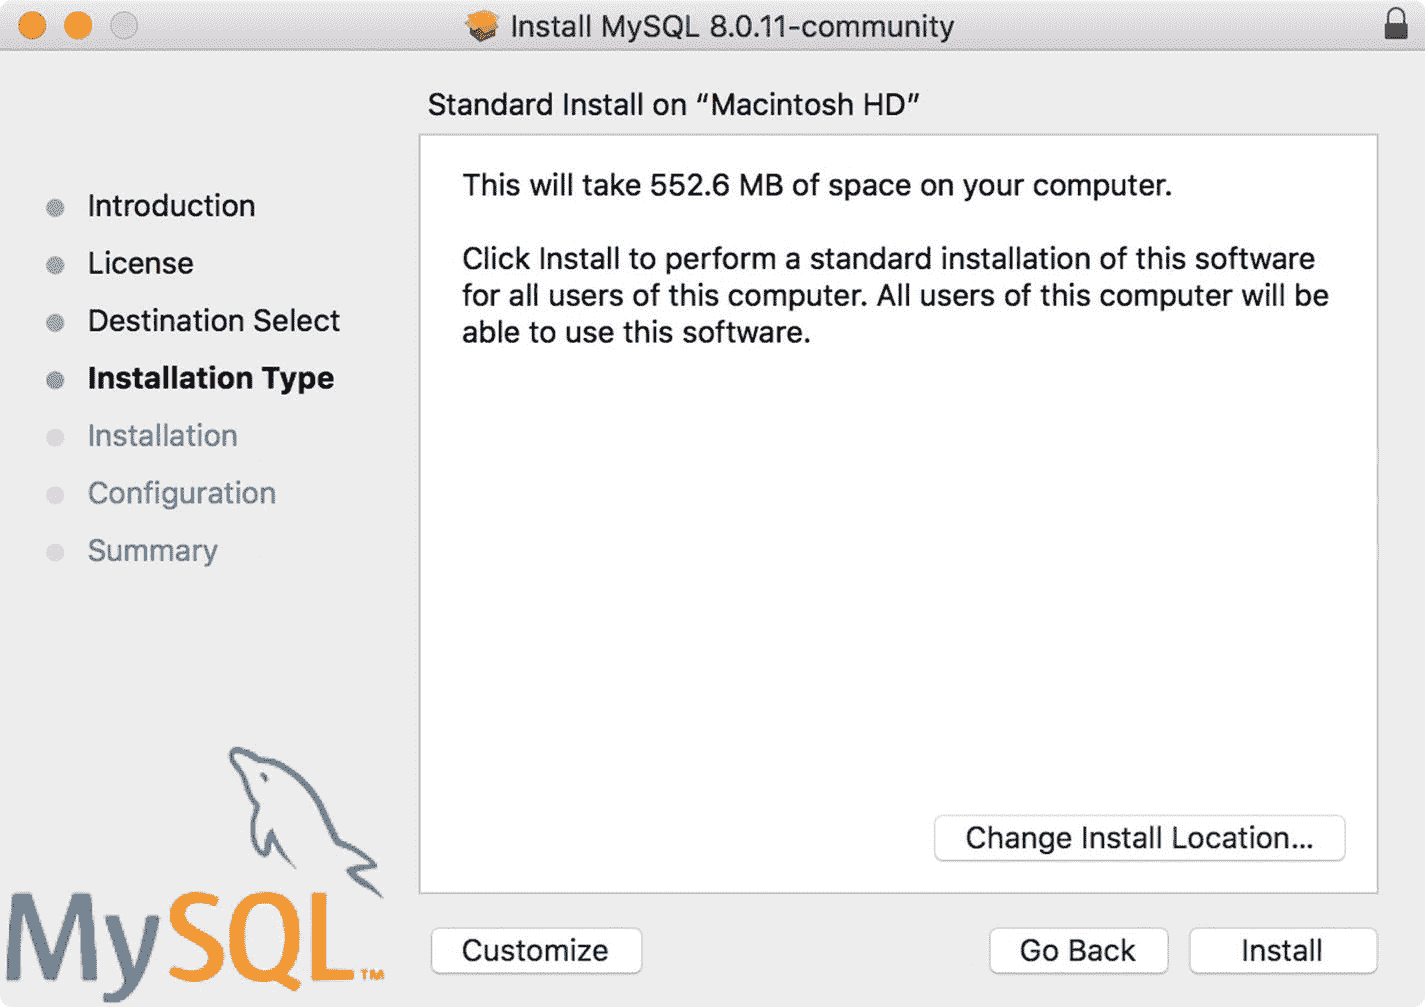 Install MySQL 8.0.11-community
Standard Install on “Macintosh HD”
Introduction
License
Destination Select
Installation Type
Installation
Configuration
Summary
This will take 552.6 MB of space on your computer.
Click Install to perform a standard installation of this software
for all users of this computer. All users of this computer will be
able to use this software.
Change Install Location...
MySQL™
Customize
Go Back
Install